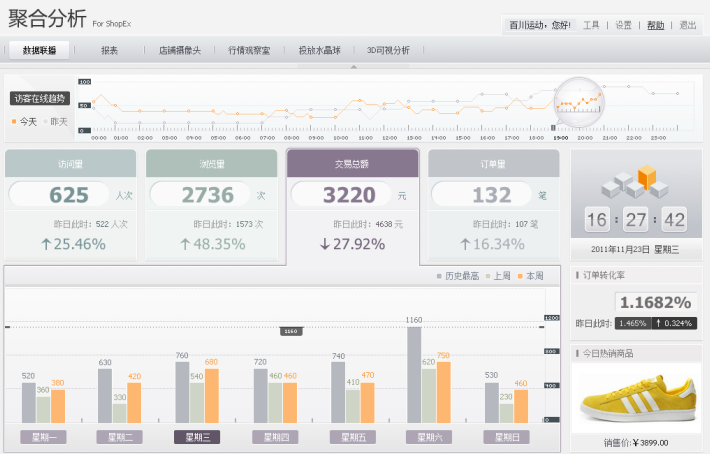 聚合分析 For ShopEx
百川运动，您好! 工具 | 设置 | 帮助 | 退出
数据联播 报表 店铺摄像头 行情观察室 投放水晶球 3D可视分析
访客在线趋势
今天 昨天
100
50
0
00:00 01:00 02:00 03:00 04:00 05:00 06:00 07:00 08:00 09:00 10:00 11:00 12:00 13:00 14:00 15:00 16:00 17:00 18:00 19:00 20:00 21:00 22:00 23:00
访问量
625 人次
昨日此时: 522 人次
↑25.46%
浏览量
2736 次
昨日此时: 1573 次
↑48.35%
交易总额
3220 元
昨日此时: 4638 元
↓27.92%
订单量
132 笔
昨日此时: 107 笔
↑16.34%
16 : 27 : 42
2011年11月23日 星期三
历史最高 上周 本周
1200
800
400
0
1160
520 360 380
630 330 420
760 540 680
720 460 460
740 410 470
1160 620 750
530 230 460
星期一 星期二 星期三 星期四 星期五 星期六 星期日
订单转化率
1.1682%
昨日此时: 1.465% ↑ 0.324%
今日热销商品
销售价:￥3899.00